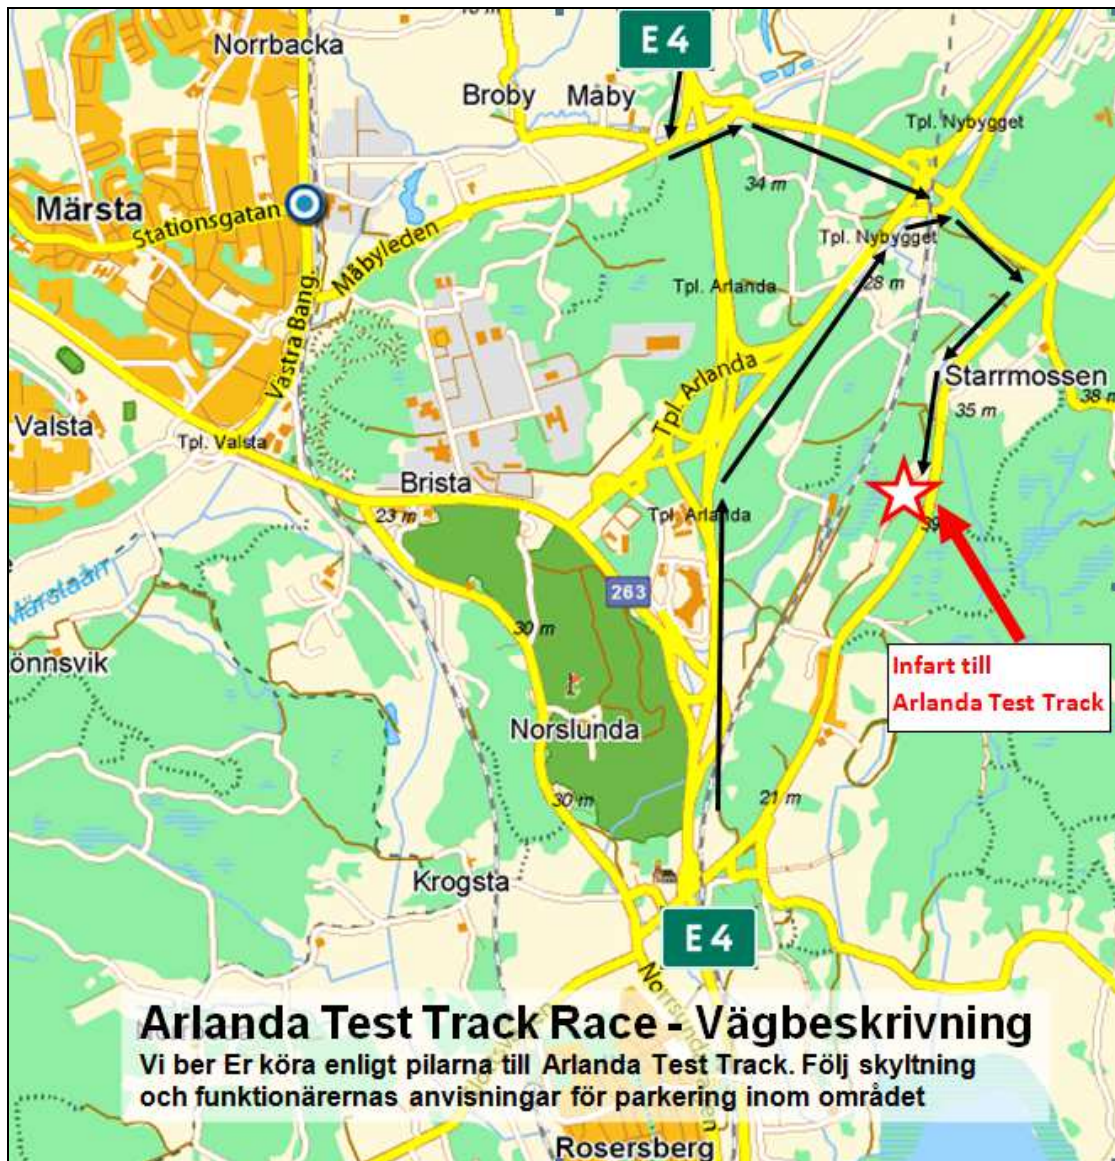 Norrbacka
E 4
Broby
Måby
Tpl. Nybygget
34 m
Märsta
Stationsgatan
Måbyleden
Tpl. Nybygget
28 m
Tpl. Arlanda
Västra Bang.
Tpl. Arlanda
Starrmossen
38 m
35 m
Valsta
Tpl. Valsta
Brista
23 m
Tpl. Arlanda
39
Märstaån
263
30 m
önnsvik
Infart till
Arlanda Test Track
Norslunda
30 m
21 m
Krogsta
E 4
Arlanda Test Track Race - Vägbeskrivning
Vi ber Er köra enligt pilarna till Arlanda Test Track. Följ skyltning
och funktionärernas anvisningar för parkering inom området
Rosersberg